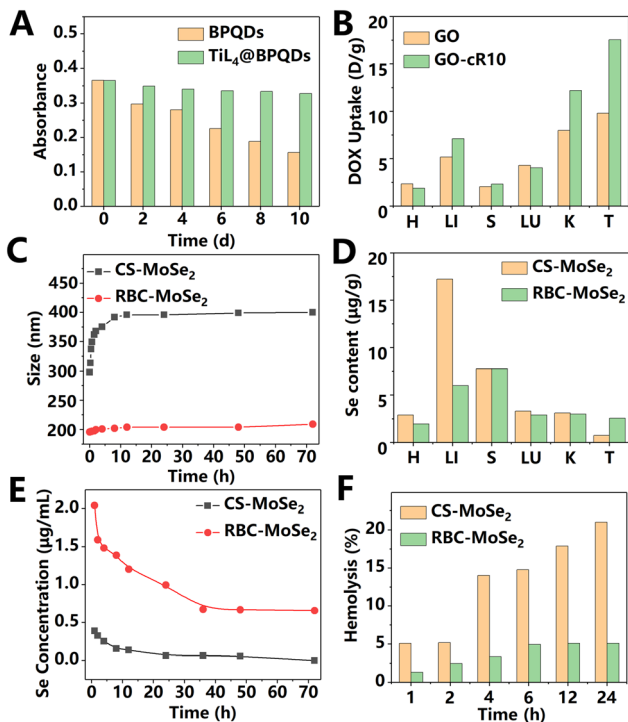 A
BPQDs
TiL₄@BPQDs
Absorbance
0.5
0.4
0.3
0.2
0.1
0.0
0 2 4 6 8 10
Time (d)
B
GO
GO-cR10
DOX Uptake (D/g)
20
15
10
5
0
H LI S LU K T
C
CS-MoSe₂
RBC-MoSe₂
Size (nm)
450
400
350
300
250
200
0 10 20 30 40 50 60 70
Time (h)
D
CS-MoSe₂
RBC-MoSe₂
Se content (μg/g)
20
15
10
5
0
H LI S LU K T
E
CS-MoSe₂
RBC-MoSe₂
Se Concentration (μg/mL)
2.0
1.5
1.0
0.5
0.0
0 10 20 30 40 50 60 70
Time (h)
F
CS-MoSe₂
RBC-MoSe₂
Hemolysis (%)
20
15
10
5
0
1 2 4 6 12 24
Time (h)